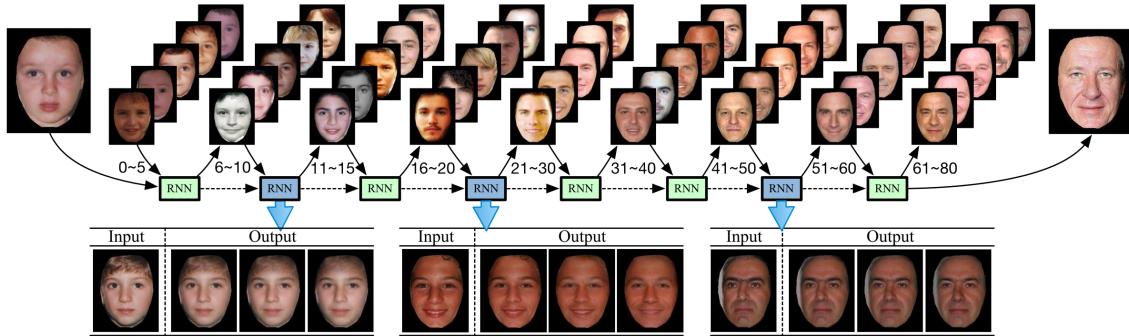 0~5 6~10 11~15 16~20 21~30 31~40 41~50 51~60 61~80
RNN RNN RNN RNN RNN RNN RNN RNN
Input Output Input Output Input Output